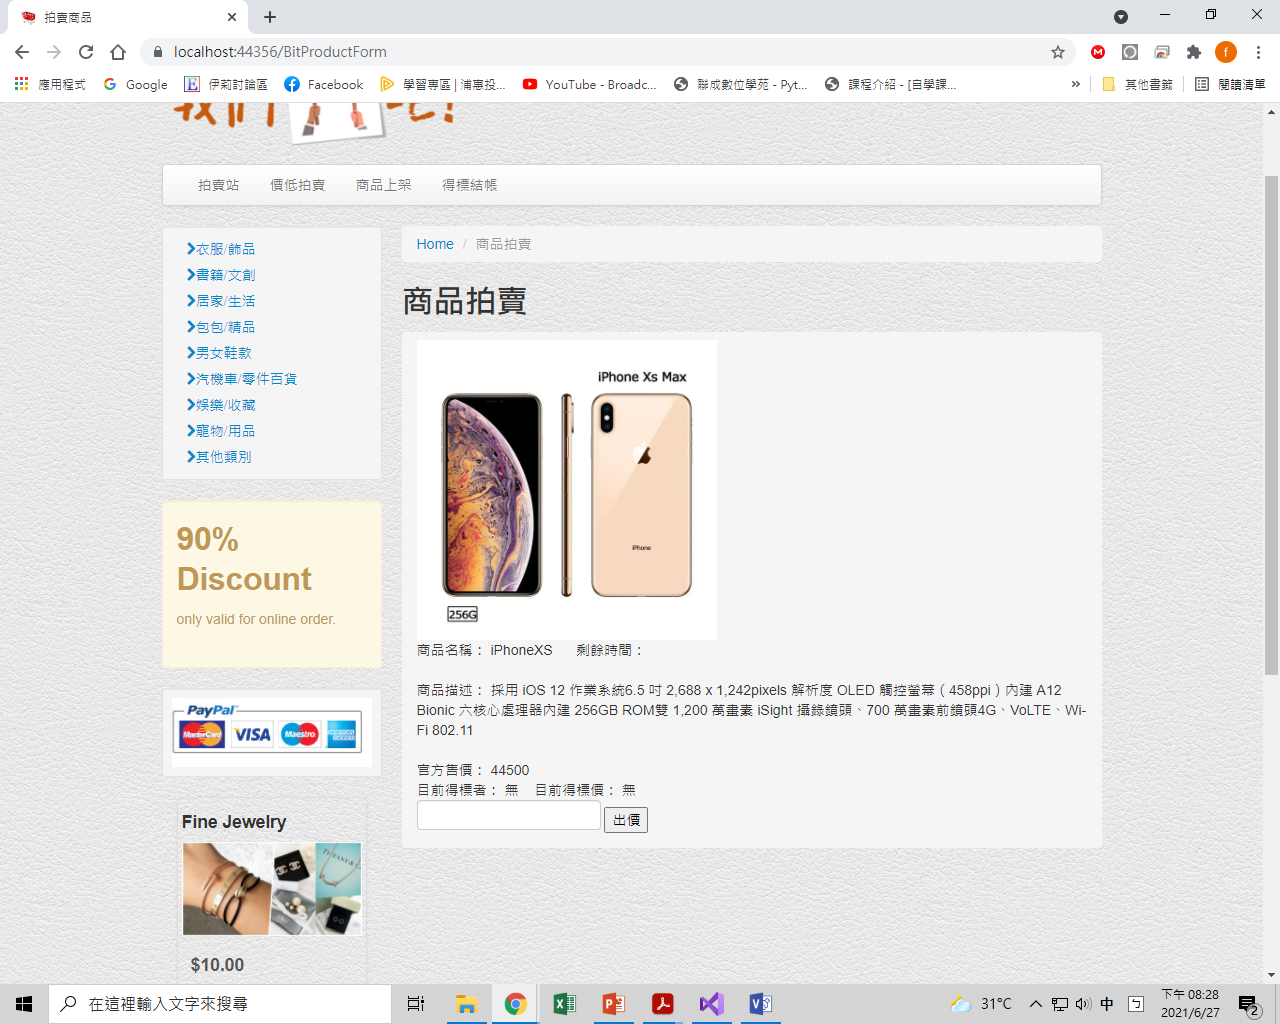 拍賣商品
localhost:44356/BitProductForm
應用程式
Google
伊莉討論區
Facebook
學習專區 | 浦惠投...
YouTube - Broadc...
聯成數位學苑 - Pyt...
課程介紹 - [自學課...
»
其他書籤
閱讀清單
拍賣站
價低拍賣
商品上架
得標結帳
衣服/飾品
書籍/文創
居家/生活
包包/精品
男女鞋款
汽機車/零件百貨
娛樂/收藏
寵物/用品
其他類別
90%
Discount
only valid for online order.
PayPal
MasterCard
VISA
Maestro
AMERICAN EXPRESS
Fine Jewelry
TIFFANY &
$10.00
Home / 商品拍賣
商品拍賣
iPhone Xs Max
iPhone
256G
商品名稱： iPhoneXS 剩餘時間：
商品描述： 採用 iOS 12 作業系統6.5 吋 2,688 x 1,242pixels 解析度 OLED 觸控螢幕（458ppi）內建 A12
Bionic 六核心處理器內建 256GB ROM雙 1,200 萬畫素 iSight 攝錄鏡頭、700 萬畫素前鏡頭4G、VoLTE、Wi-
Fi 802.11
官方售價： 44500
目前得標者： 無 目前得標價： 無
出價
在這裡輸入文字來搜尋
31°C
中
ㄅ
下午 08:28
2021/6/27
2